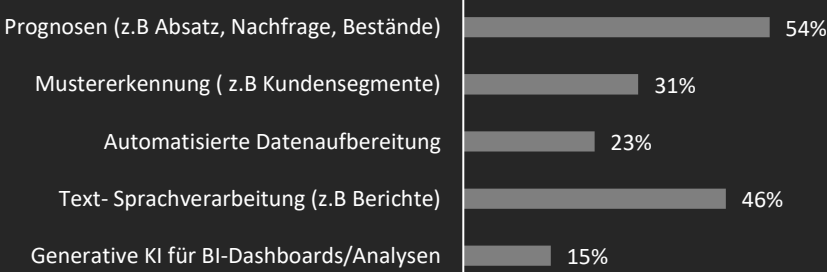 Prognosen (z.B Absatz, Nachfrage, Bestände) 54%
Mustererkennung ( z.B Kundensegmente) 31%
Automatisierte Datenaufbereitung 23%
Text- Sprachverarbeitung (z.B Berichte) 46%
Generative KI für BI-Dashboards/Analysen 15%